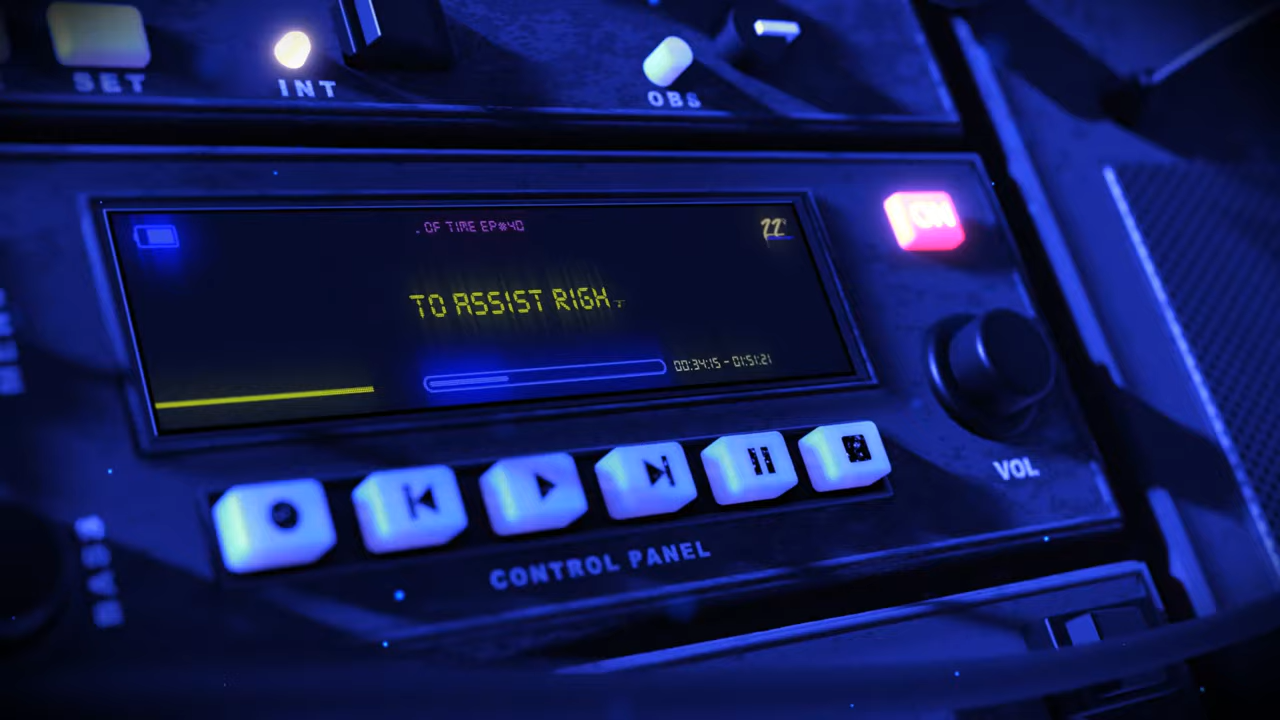 SET
INT
OBS
. OF TIME EP#40
22°
ON
TO ASSIST RIGH
00:34:15 - 01:51:21
VOL
CONTROL PANEL